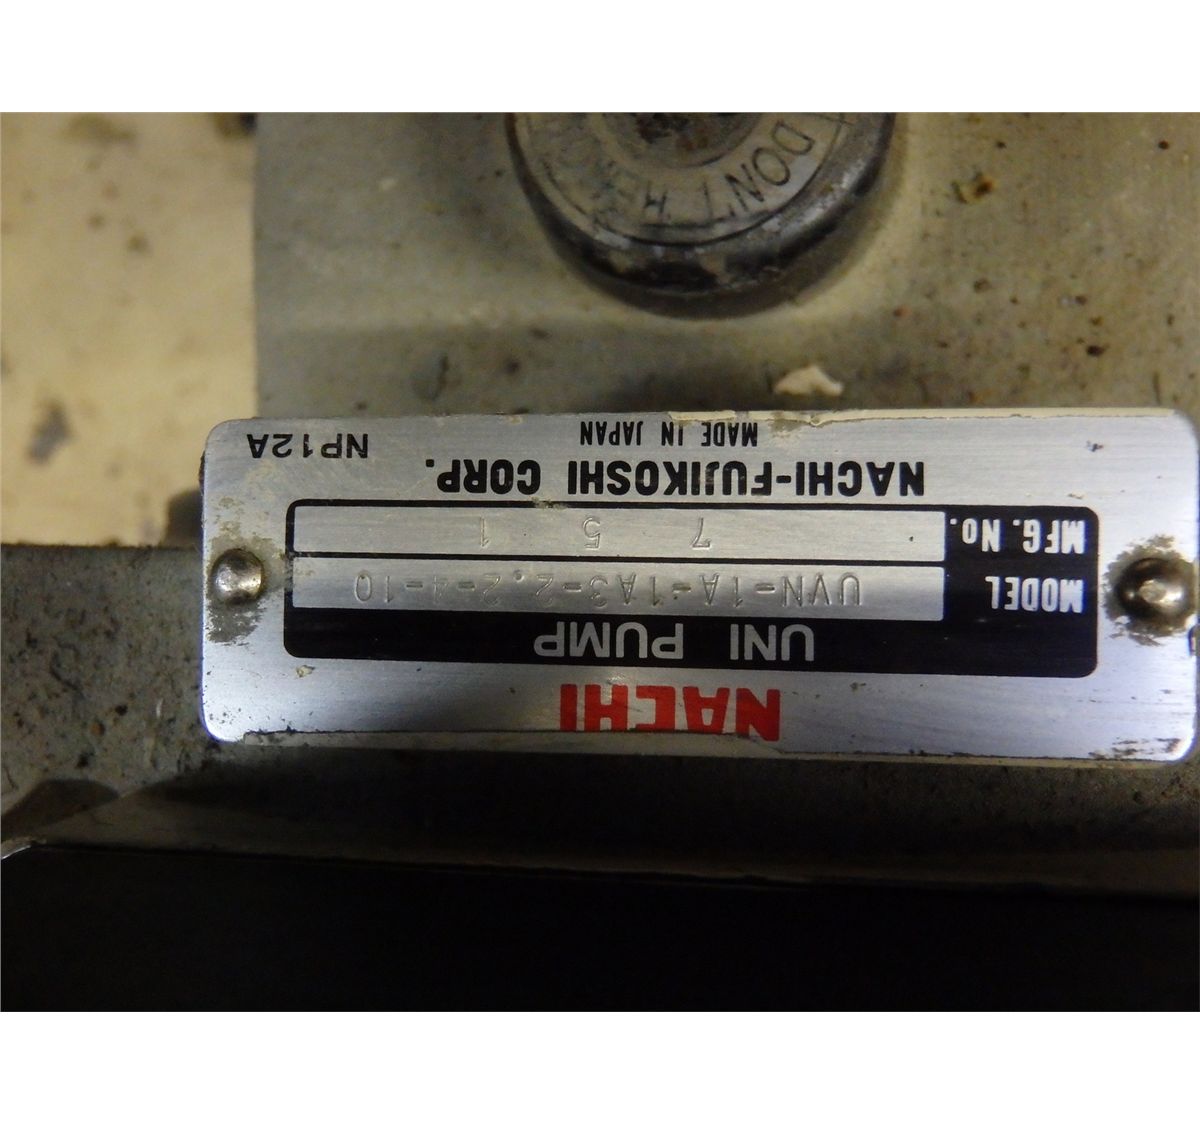 NACHI
UNI PUMP
MODEL UVN-1A-1A3-2.2-4-10
MFG. No. 7 5 1
NACHI-FUJIKOSHI CORP.
MADE IN JAPAN
NP12A
DON'T